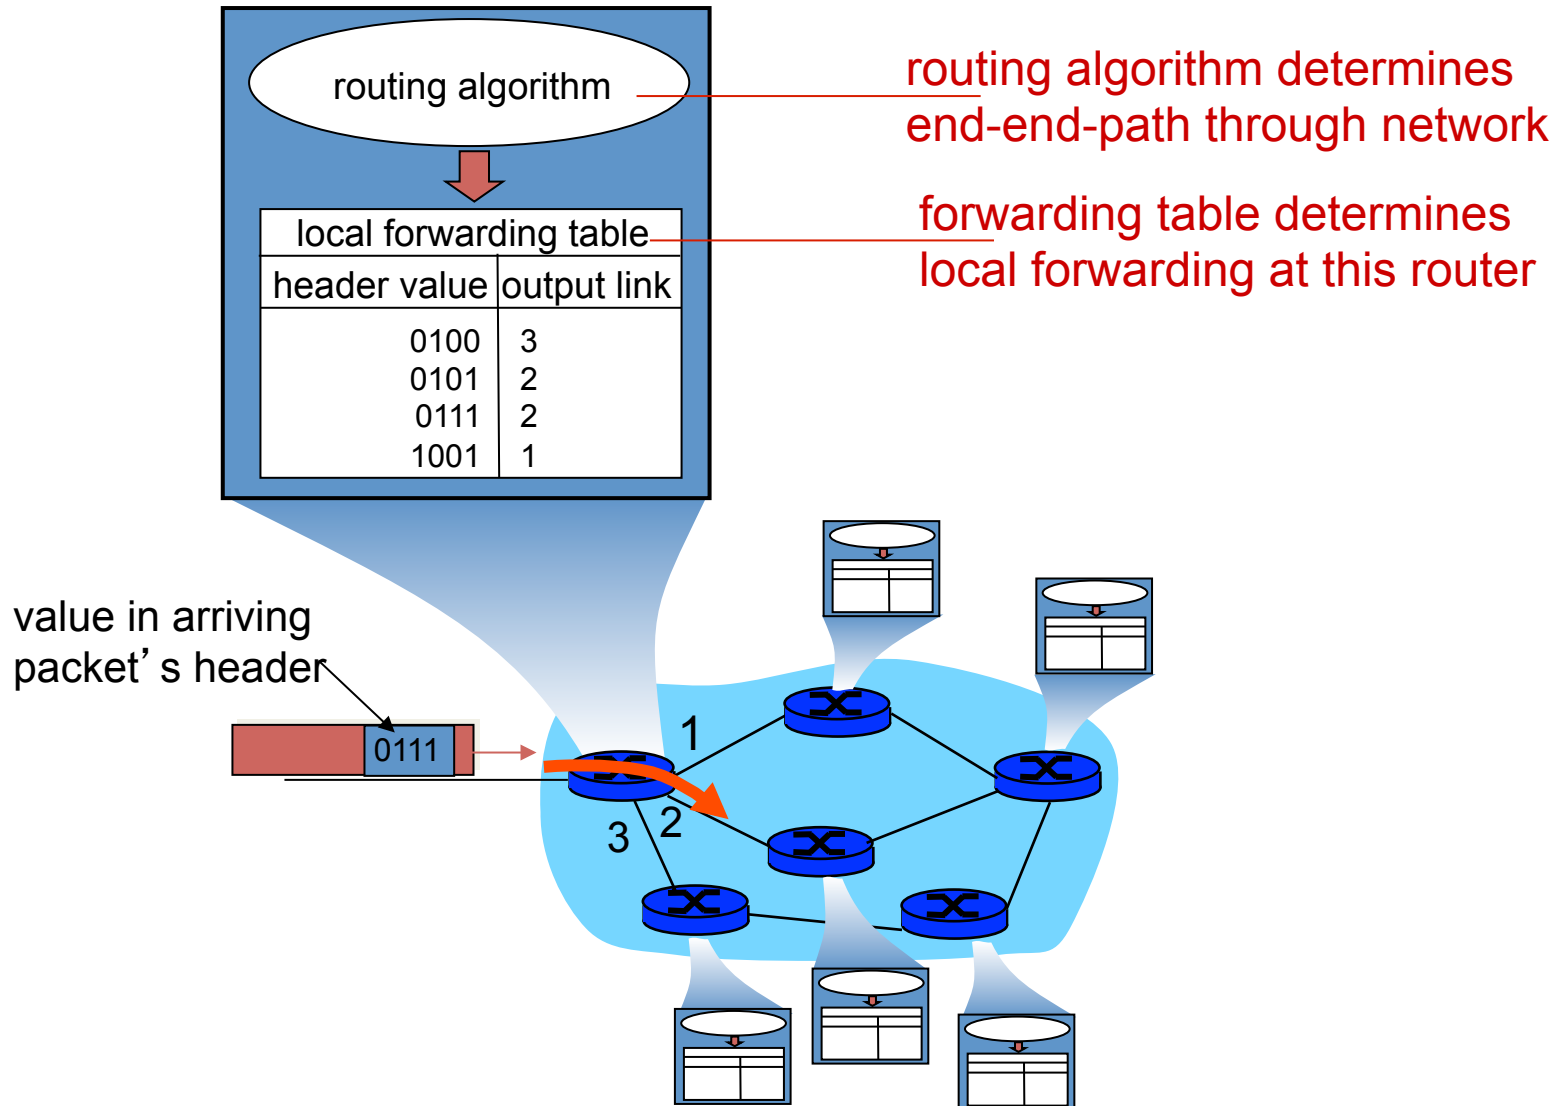 routing algorithm
routing algorithm determines
end-end-path through network
local forwarding table
forwarding table determines
local forwarding at this router
header value output link
0100 3
0101 2
0111 2
1001 1
value in arriving
packet’ s header
0111
1
2
3